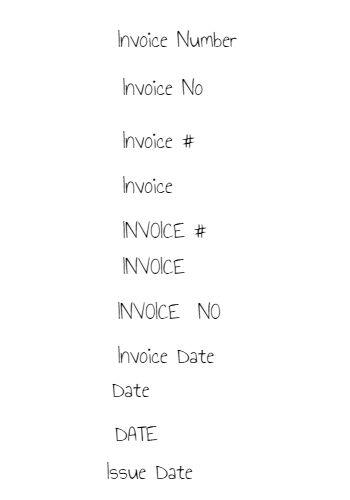 Invoice Number
Invoice No
Invoice #
Invoice
INVOICE #
INVOICE
INVOICE NO
Invoice Date
Date
DATE
Issue Date